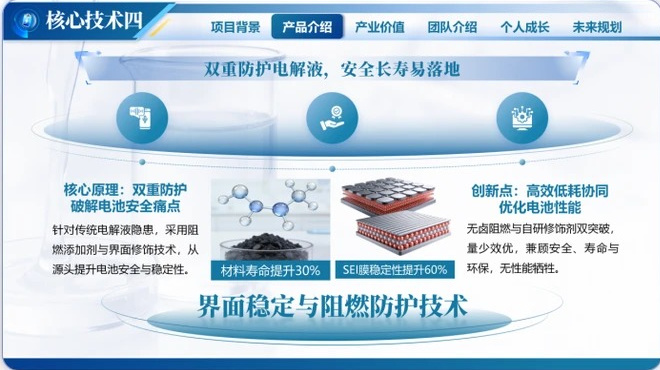 核心技术四
项目背景 产品介绍 产业价值 团队介绍 个人成长 未来规划
双重防护电解液，安全长寿易落地
核心原理：双重防护
破解电池安全痛点
针对传统电解液隐患，采用阻
燃添加剂与界面修饰技术，从
源头提升电池安全与稳定性。
材料寿命提升30%
SEI膜稳定性提升60%
创新点：高效低耗协同
优化电池性能
无卤阻燃与自研修饰剂双突破，
量少效优，兼顾安全、寿命与
环保，无性能牺牲。
界面稳定与阻燃防护技术